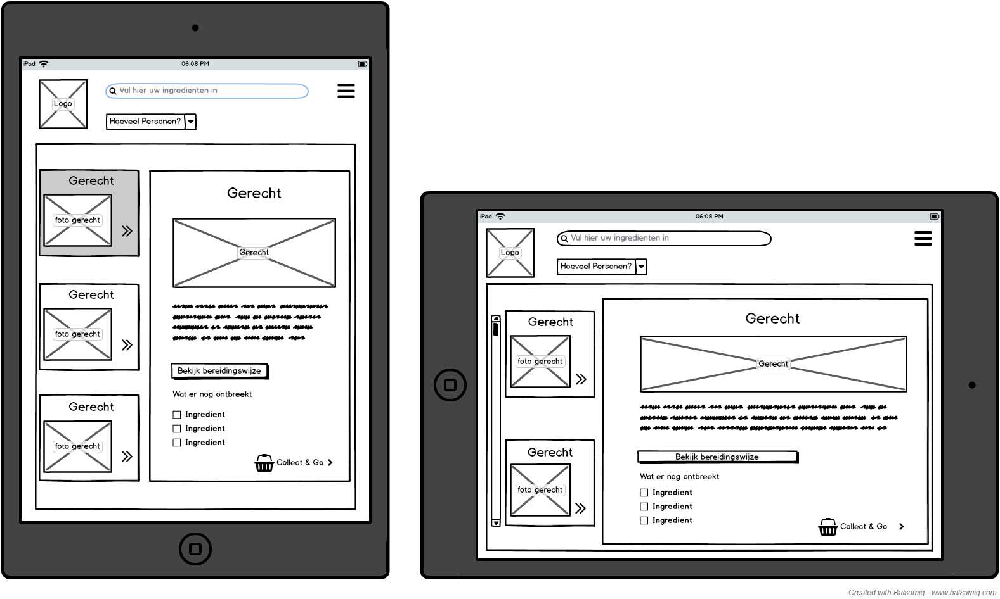 iPad
06:08 PM
Logo
Vul hier uw ingredienten in
Hoeveel Personen?
Gerecht
foto gerecht
Gerecht
foto gerecht
Gerecht
foto gerecht
Gerecht
Gerecht
Bekijk bereidingswijze
Wat er nog ontbreekt
Ingredient
Ingredient
Ingredient
Collect & Go
iPad
06:08 PM
Logo
Vul hier uw ingredienten in
Hoeveel Personen?
Gerecht
foto gerecht
Gerecht
foto gerecht
Gerecht
Gerecht
Bekijk bereidingswijze
Wat er nog ontbreekt
Ingredient
Ingredient
Ingredient
Collect & Go
Created with Balsamiq - www.balsamiq.com